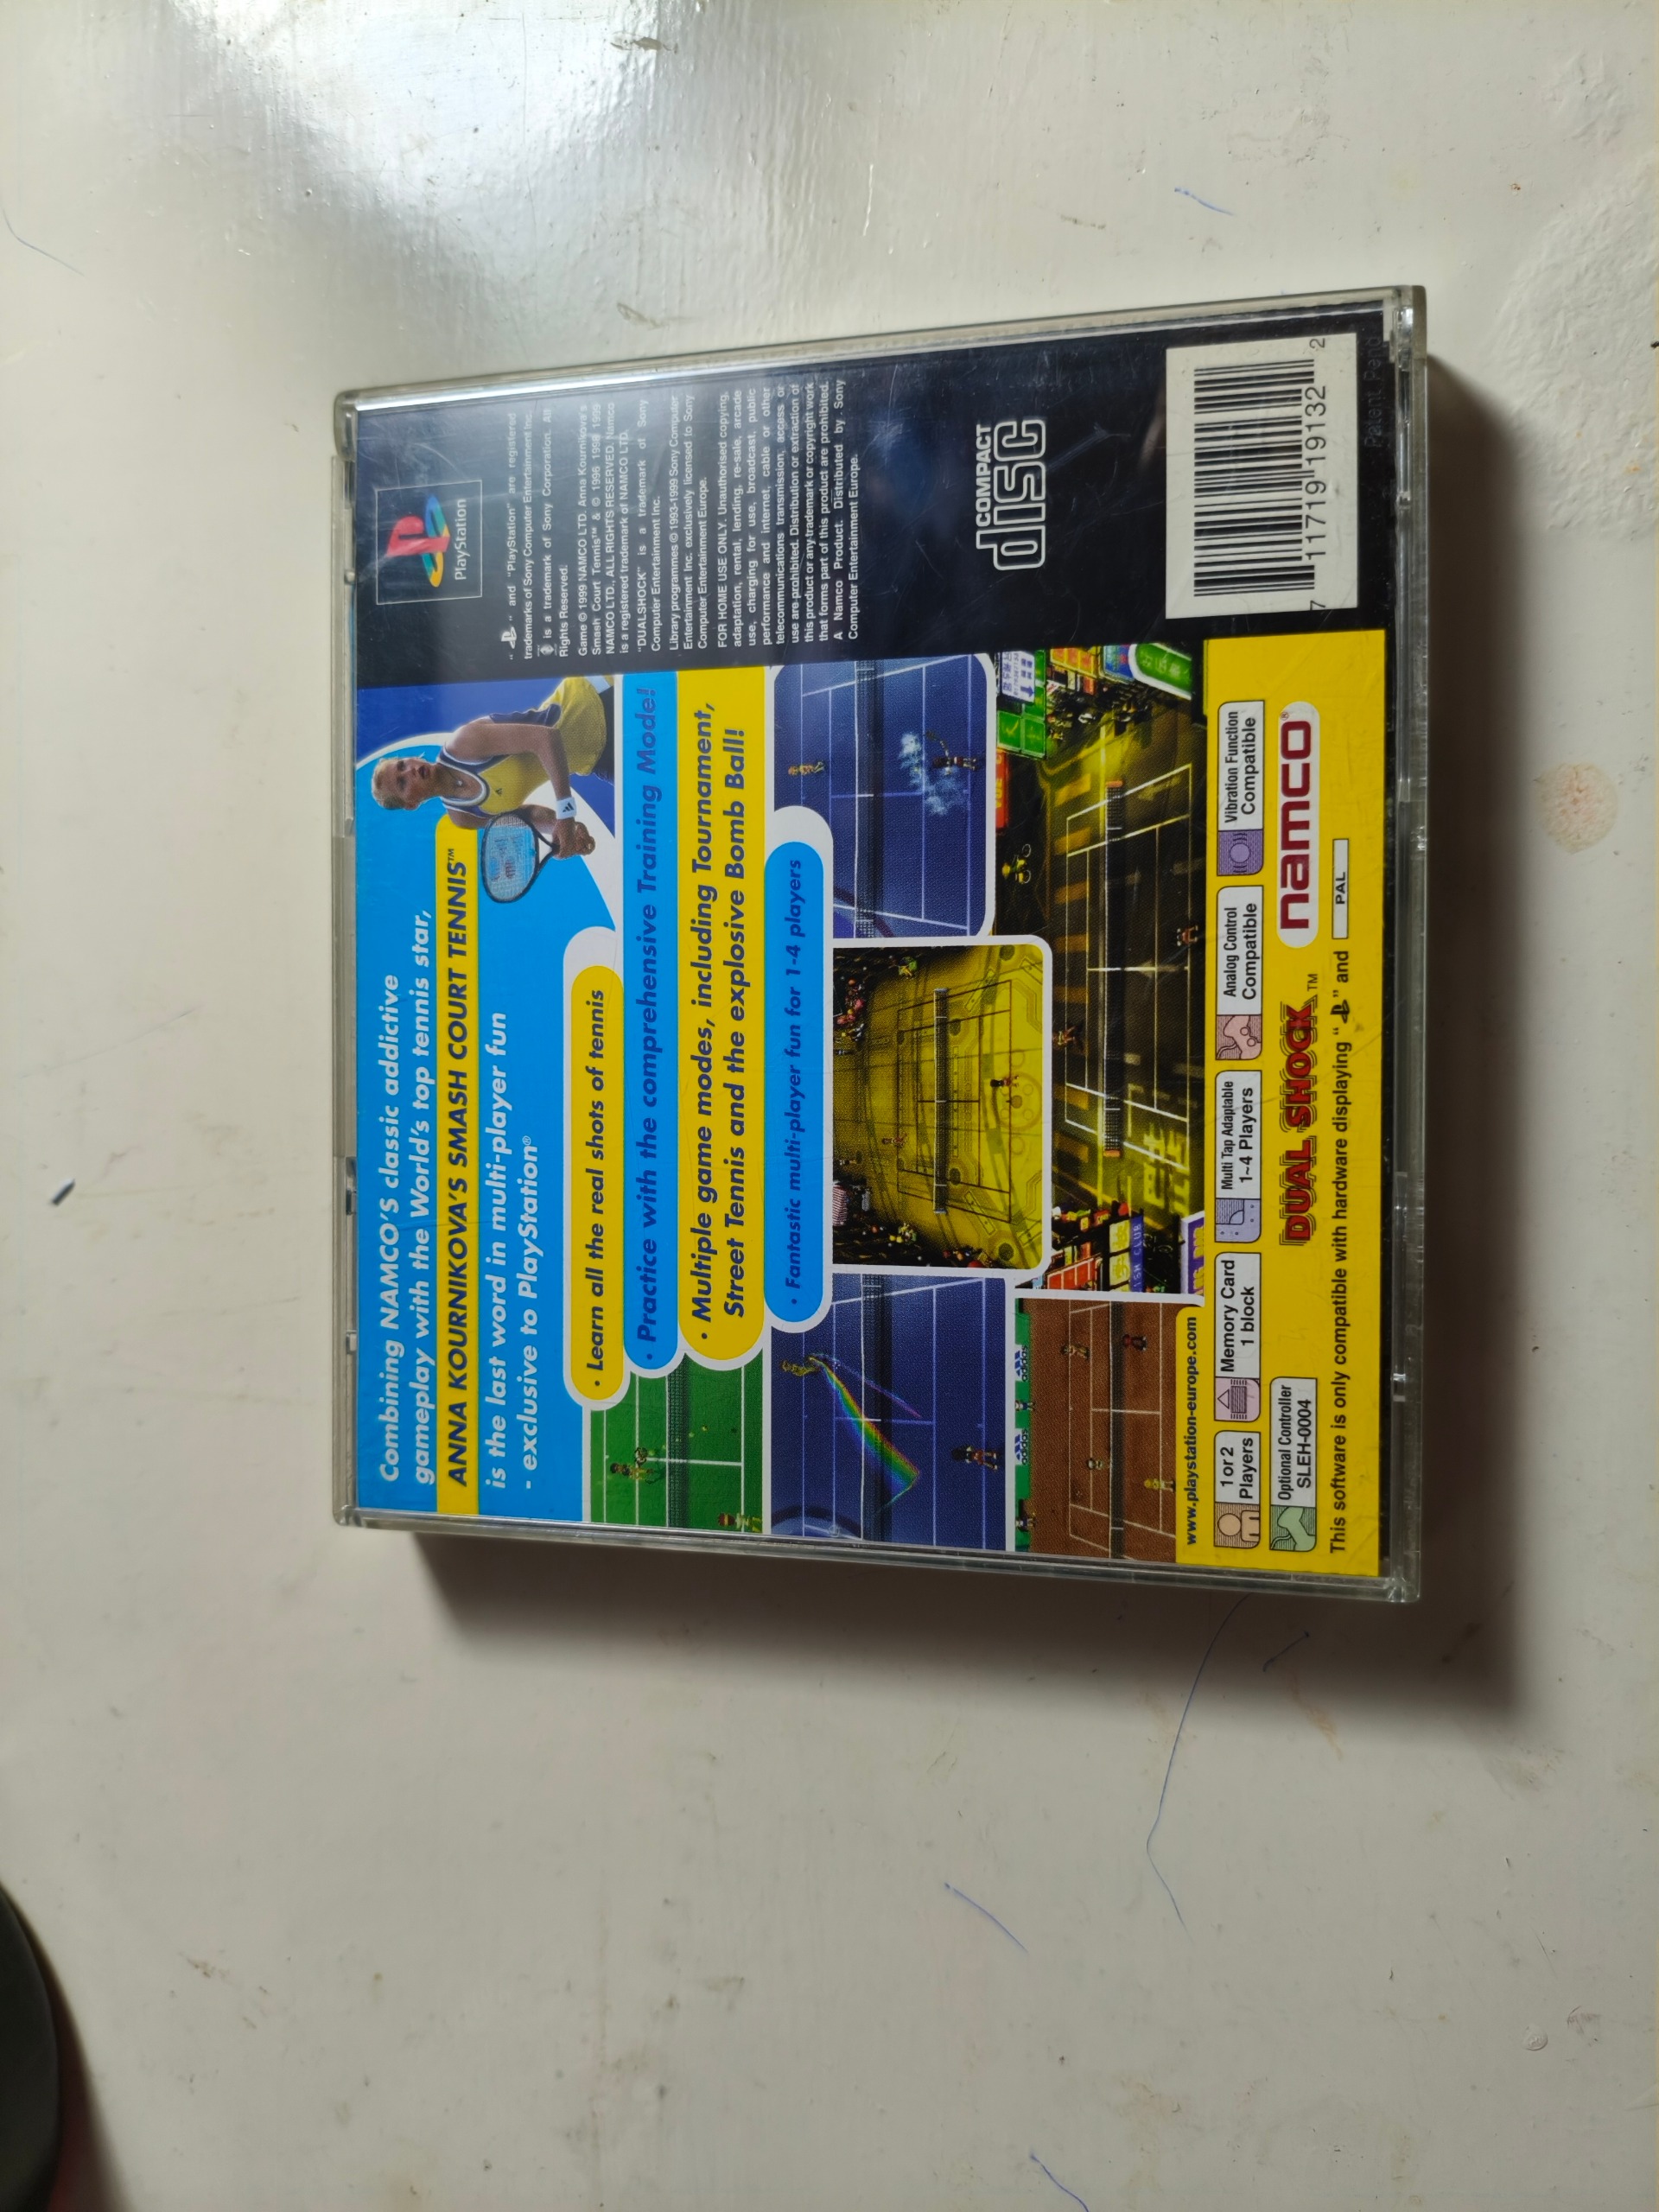 Combining NAMCO'S classic addictive
gameplay with the World's top tennis star,
ANNA KOURNIKOVA'S SMASH COURT TENNIS™
is the last word in multi-player fun
- exclusive to PlayStation®
• Learn all the real shots of tennis
• Practice with the comprehensive Training Mode!
• Multiple game modes, including Tournament,
Street Tennis and the explosive Bomb Ball!
• Fantastic multi-player fun for 1-4 players
www.playstation-europe.com
1 or 2
Players
Memory Card
1 block
Multi Tap Adaptable
1~4 Players
Analog Control
Compatible
Vibration Function
Compatible
Optional Controller
SLEH-0004
DUAL SHOCK™
namco®
This software is only compatible with hardware displaying " " and PAL
PlayStation
" " and "PlayStation" are registered
trademarks of Sony Computer Entertainment Inc.
is a trademark of Sony Corporation. All
Rights Reserved.
Game © 1999 NAMCO LTD. Anna Kournikova's
Smash Court Tennis™ & © 1996 1998 1999
NAMCO LTD. ALL RIGHTS RESERVED. Namco
is a registered trademark of NAMCO LTD.
"DUALSHOCK" is a trademark of Sony
Computer Entertainment Inc.
Library programmes © 1993-1999 Sony Computer
Entertainment Inc. exclusively licensed to Sony
Computer Entertainment Europe.
FOR HOME USE ONLY. Unauthorised copying,
adaptation, rental, lending, re-sale, arcade
use, charging for use, broadcast, public
performance and internet, cable or other
telecommunications transmission, access or
use are prohibited. Distribution or extraction of
this product or any trademark or copyright work
that forms part of this product are prohibited.
A Namco Product. Distributed by Sony
Computer Entertainment Europe.
COMPACT
disc
7 11719 19132 2
Patent Pend